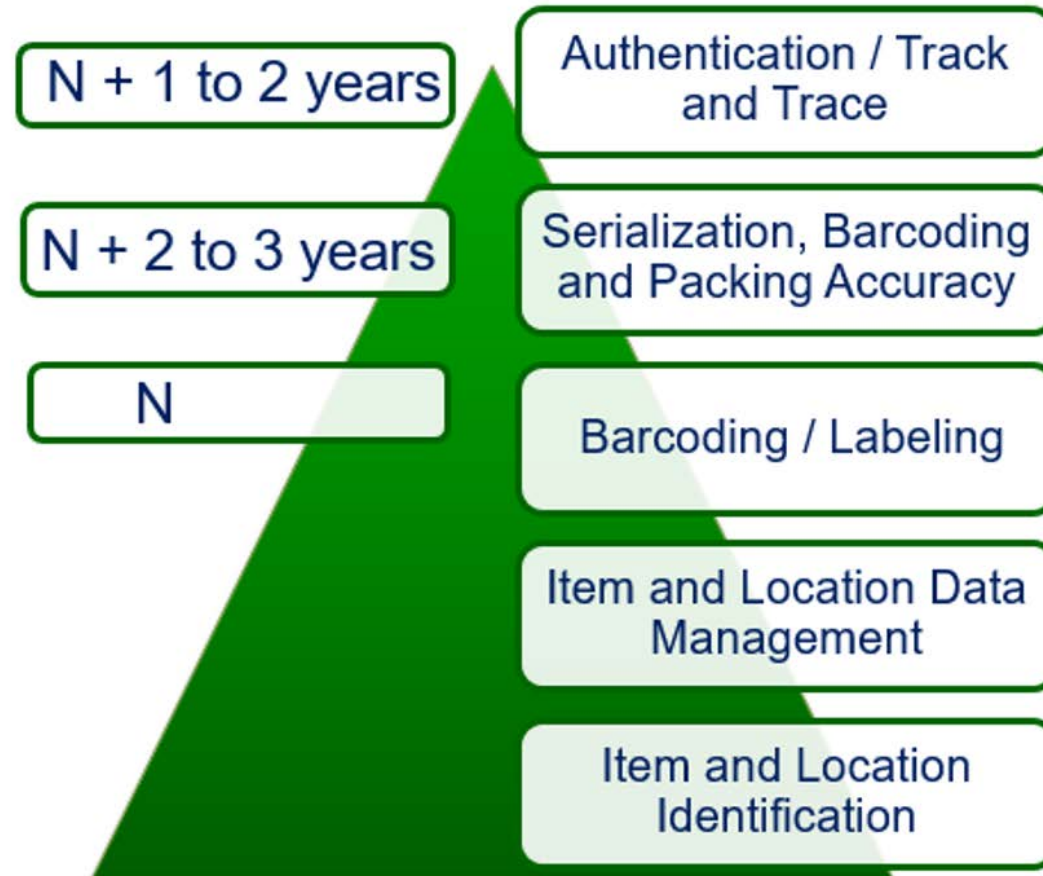 N + 1 to 2 years
Authentication / Track
and Trace
N + 2 to 3 years
Serialization, Barcoding
and Packing Accuracy
N
Barcoding / Labeling
Item and Location Data
Management
Item and Location
Identification